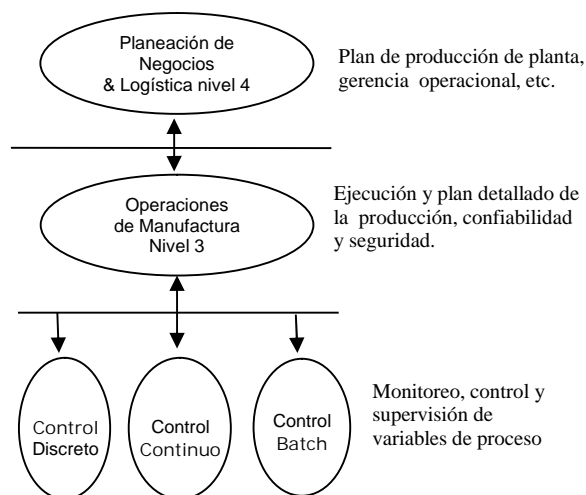 Planeación de
Negocios
& Logística nivel 4
Plan de producción de planta,
gerencia operacional, etc.
Operaciones
de Manufactura
Nivel 3
Ejecución y plan detallado de
la producción, confiabilidad
y seguridad.
Control
Discreto
Control
Continuo
Control
Batch
Monitoreo, control y
supervisión de
variables de proceso